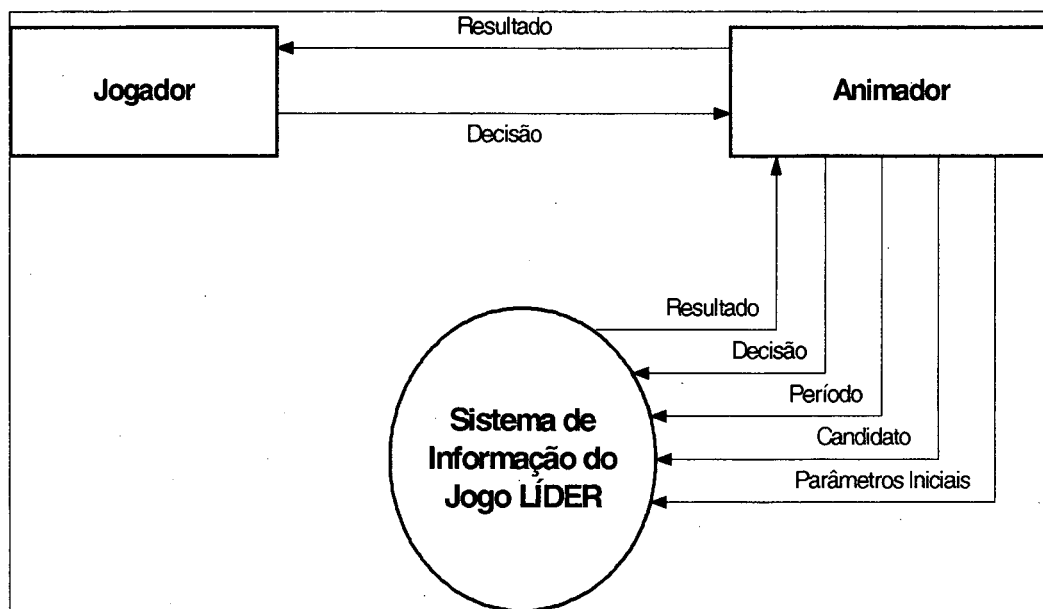 Resultado
Jogador
Animador
Decisão
Resultado
Decisão
Período
Candidato
Parâmetros Iniciais
Sistema de
Informação do
Jogo LÍDER